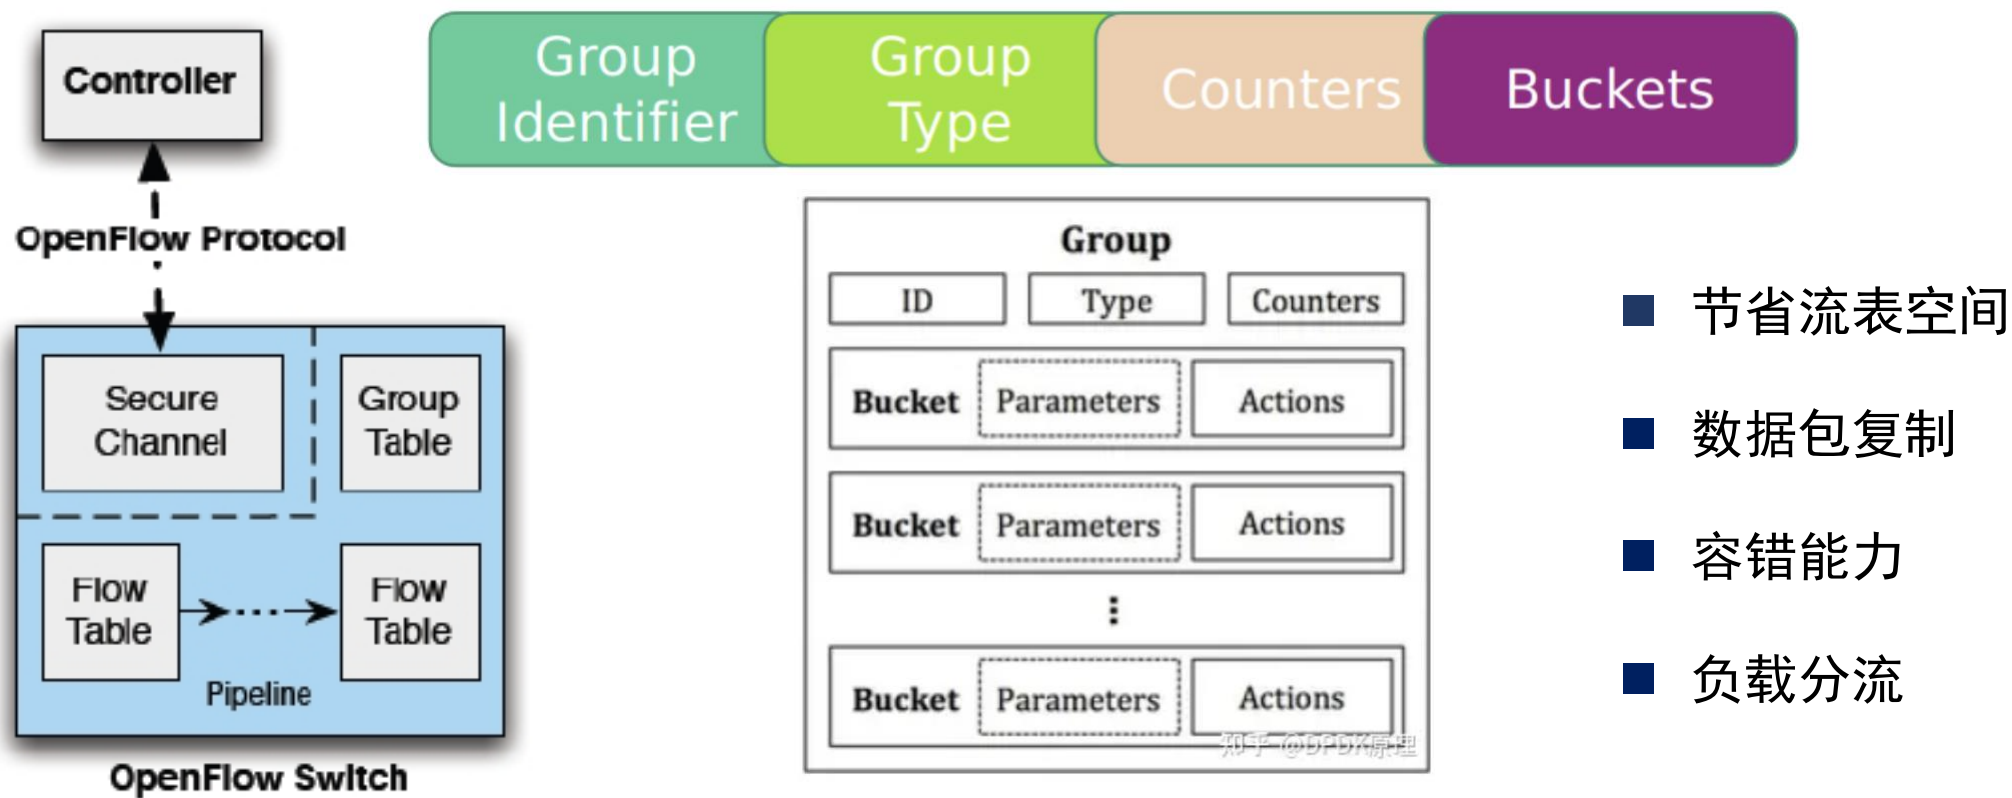 Controller
OpenFlow Protocol
Secure
Channel
Group
Table
Flow
Table
Flow
Table
Pipeline
OpenFlow Switch
Group
Identifier
Group
Type
Counters
Buckets
Group
ID
Type
Counters
Bucket
Parameters
Actions
Bucket
Parameters
Actions
Bucket
Parameters
Actions
知乎 @DPDK原理
节省流表空间
数据包复制
容错能力
负载分流